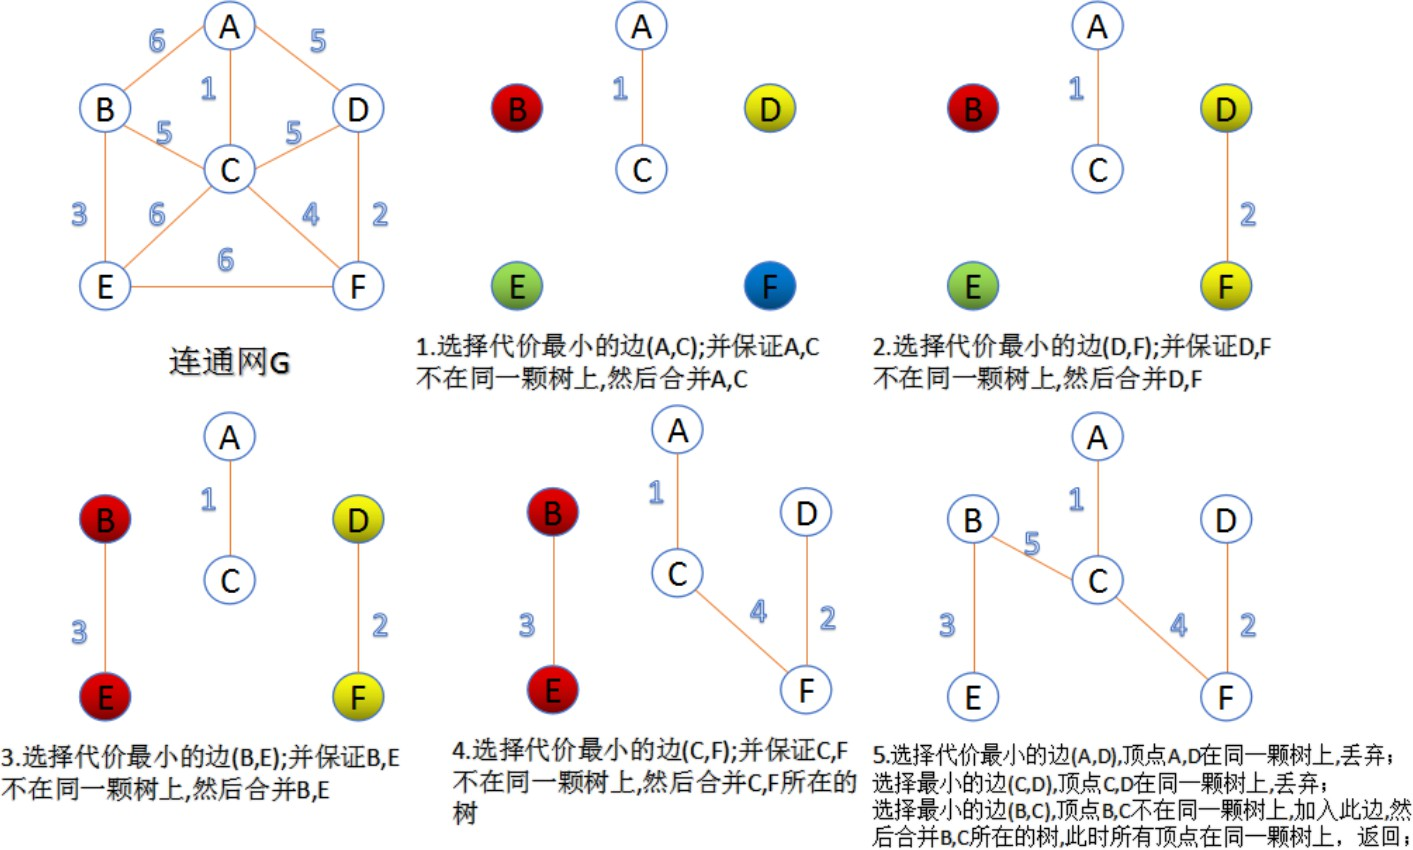 A
6
5
1
B
D
5
5
C
3
6
4
2
6
E
F
连通网G
A
1
B
D
C
E
F
1.选择代价最小的边(A,C);并保证A,C
不在同一颗树上,然后合并A,C
A
1
B
D
C
2
E
F
2.选择代价最小的边(D,F);并保证D,F
不在同一颗树上,然后合并D,F
A
1
B
D
C
3
2
E
F
3.选择代价最小的边(B,E);并保证B,E
不在同一颗树上,然后合并B,E
A
1
B
D
C
3
4
2
E
F
4.选择代价最小的边(C,F);并保证C,F
不在同一颗树上,然后合并C,F所在的
树
A
1
B
D
5
C
3
4
2
E
F
5.选择代价最小的边(A,D),顶点A,D在同一颗树上,丢弃；
选择最小的边(C,D),顶点C,D在同一颗树上,丢弃；
选择最小的边(B,C),顶点B,C不在同一颗树上,加入此边,然
后合并B,C所在的树,此时所有顶点在同一颗树上，返回；